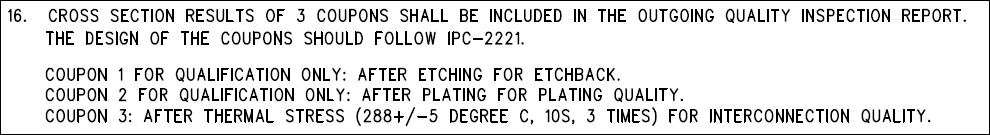 16. CROSS SECTION RESULTS OF 3 COUPONS SHALL BE INCLUDED IN THE OUTGOING QUALITY INSPECTION REPORT.
THE DESIGN OF THE COUPONS SHOULD FOLLOW IPC-2221.
COUPON 1 FOR QUALIFICATION ONLY: AFTER ETCHING FOR ETCHBACK.
COUPON 2 FOR QUALIFICATION ONLY: AFTER PLATING FOR PLATING QUALITY.
COUPON 3: AFTER THERMAL STRESS (288+/-5 DEGREE C, 10S, 3 TIMES) FOR INTERCONNECTION QUALITY.